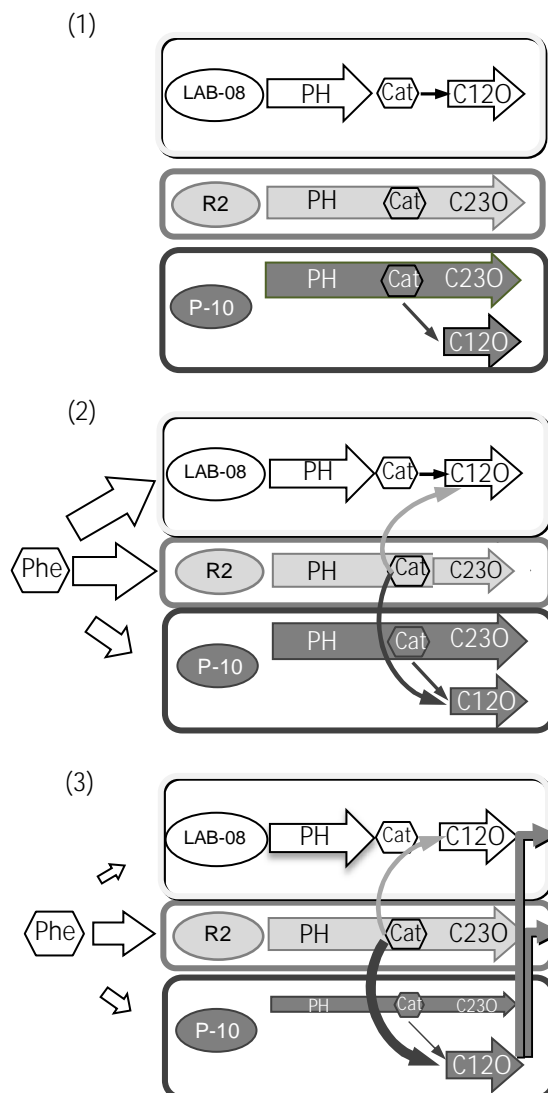 (1)
LAB-08 PH Cat C12O
R2 PH Cat C23O
P-10 PH Cat C23O
C12O
(2)
LAB-08 PH Cat C12O
Phe R2 PH Cat C23O
P-10 PH Cat C23O
C12O
(3)
LAB-08 PH Cat C12O
Phe R2 PH Cat C23O
P-10 PH Cat C23O
C12O